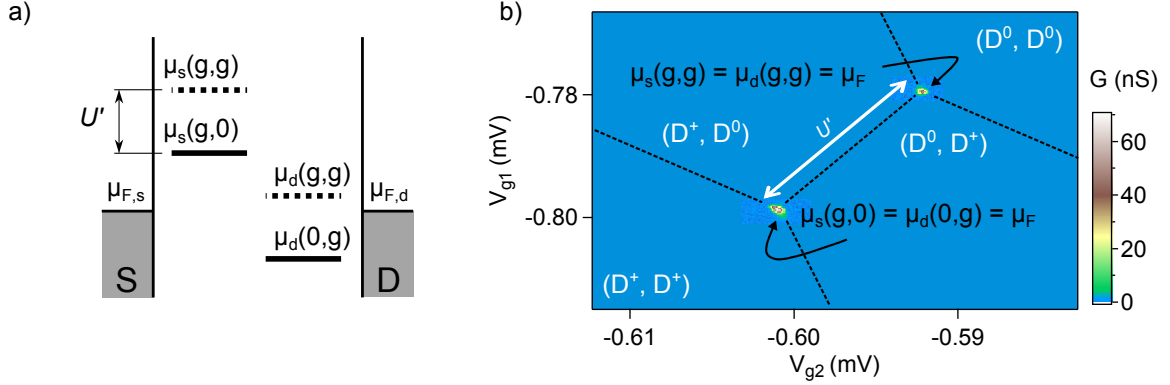 a)
μs(g,g)
U'
μs(g,0)
μd(g,g)
μF,s
μF,d
μd(0,g)
S
D
b)
(D⁰, D⁰)
G (nS)
μs(g,g) = μd(g,g) = μF
-0.78
60
(D⁺, D⁰)
U'
(D⁰, D⁺)
40
Vg1 (mV)
-0.80
μs(g,0) = μd(0,g) = μF
20
(D⁺, D⁺)
0
-0.61
-0.60
-0.59
Vg2 (mV)